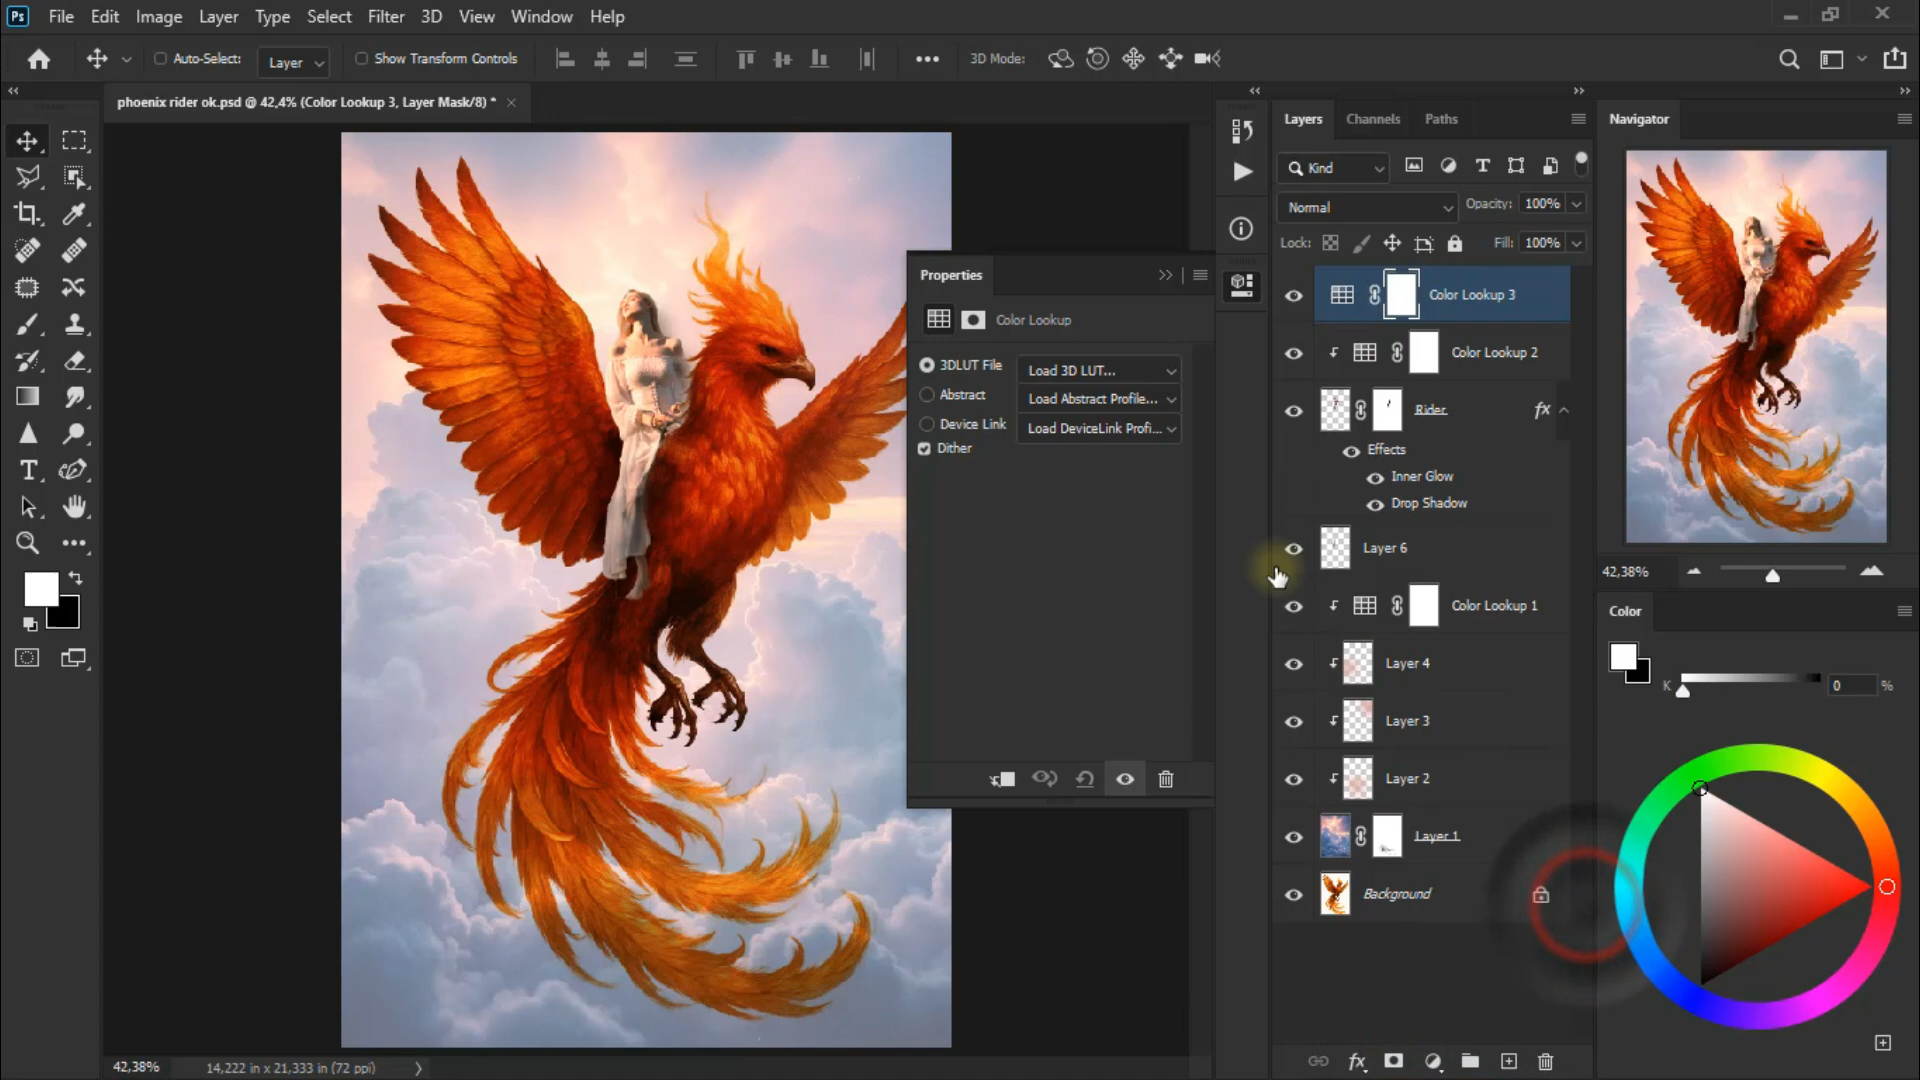 Ps File Edit Image Layer Type Select Filter 3D View Window Help
Auto-Select: Layer Show Transform Controls 3D Mode:
phoenix rider ok.psd @ 42,4% (Color Lookup 3, Layer Mask/8) *
Layers Channels Paths
Kind
Normal Opacity: 100%
Lock: Fill: 100%
Color Lookup 3
Color Lookup 2
Rider fx
Effects
Inner Glow
Drop Shadow
Layer 6
Color Lookup 1
Layer 4
Layer 3
Layer 2
Layer 1
Background
fx
Properties
Color Lookup
3DLUT File Load 3D LUT...
Abstract Load Abstract Profile...
Device Link Load DeviceLink Profi...
Dither
Navigator
42,38%
Color
K 0 %
42,38% 14,222 in x 21,333 in (72 ppi)